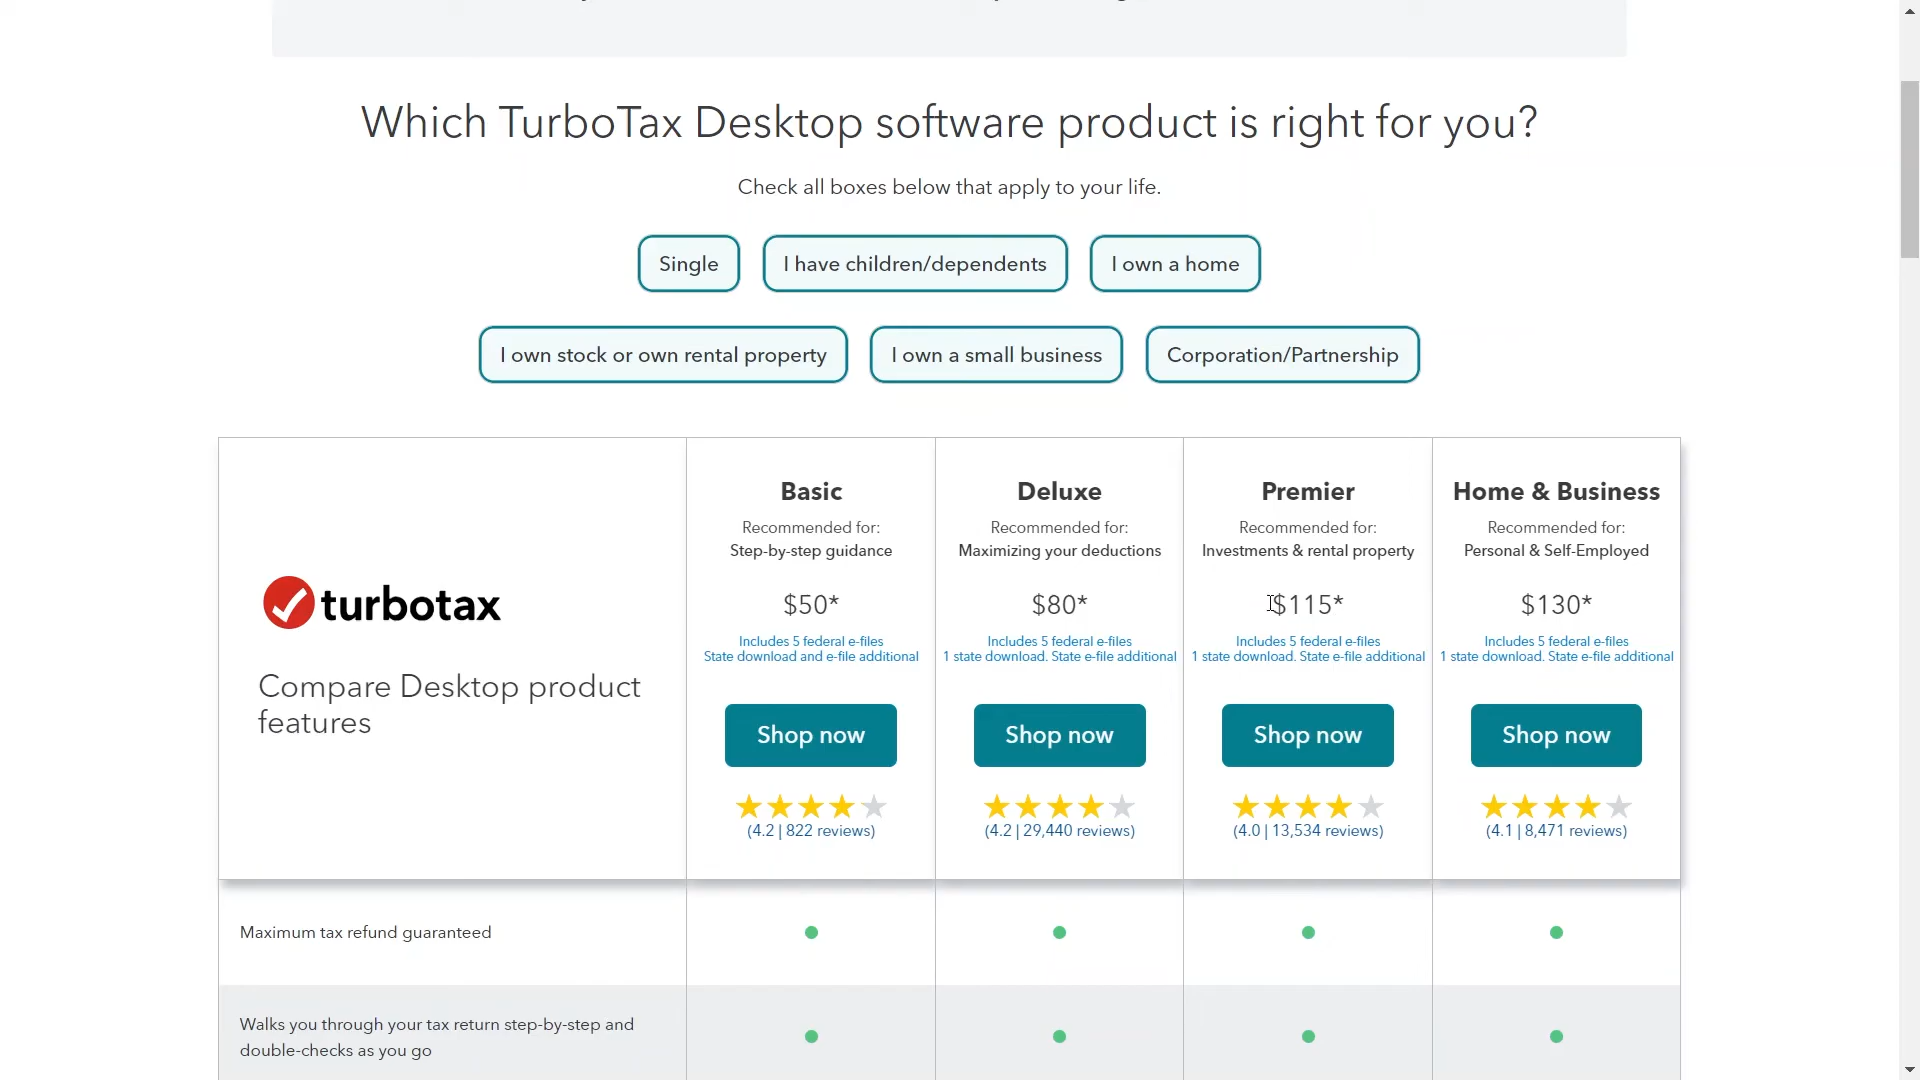 Which TurboTax Desktop software product is right for you?
Check all boxes below that apply to your life.
Single
I have children/dependents
I own a home
I own stock or own rental property
I own a small business
Corporation/Partnership
turbotax
Compare Desktop product
features
Basic
Recommended for:
Step-by-step guidance
$50*
Includes 5 federal e-files
State download and e-file additional
Shop now
(4.2 | 822 reviews)
Deluxe
Recommended for:
Maximizing your deductions
$80*
Includes 5 federal e-files
1 state download. State e-file additional
Shop now
(4.2 | 29,440 reviews)
Premier
Recommended for:
Investments & rental property
$115*
Includes 5 federal e-files
1 state download. State e-file additional
Shop now
(4.0 | 13,534 reviews)
Home & Business
Recommended for:
Personal & Self-Employed
$130*
Includes 5 federal e-files
1 state download. State e-file additional
Shop now
(4.1 | 8,471 reviews)
Maximum tax refund guaranteed
Walks you through your tax return step-by-step and
double-checks as you go